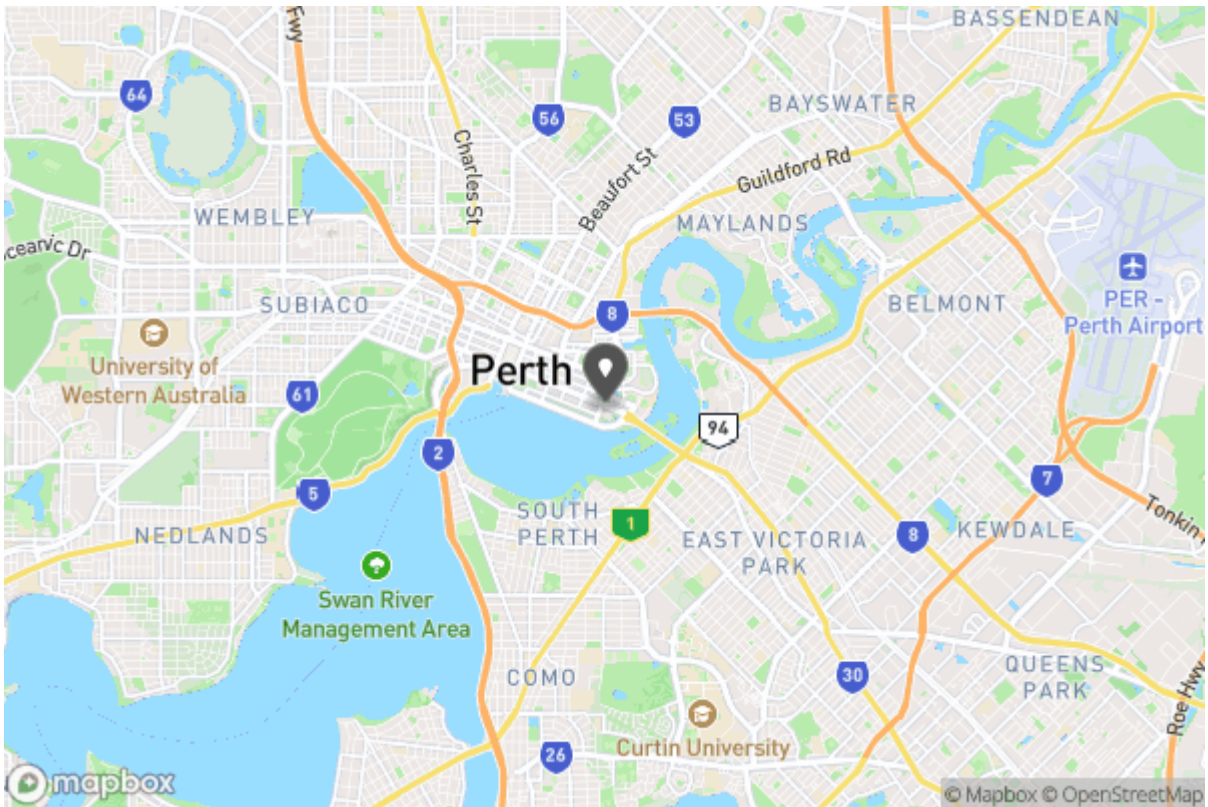 Fwy
BASSENDEAN
64
56
53
BAYSWATER
Charles St
Beaufort St
Guildford Rd
WEMBLEY
MAYLANDS
ceanic Dr
SUBIACO
8
BELMONT
PER -
Perth Airport
University of
Western Australia
Perth
61
94
2
5
7
SOUTH
PERTH
1
NEDLANDS
EAST VICTORIA
PARK
8
KEWDALE
Tonkin
Swan River
Management Area
COMO
30
QUEENS
PARK
Roe Hwy
Curtin University
26
mapbox
© Mapbox © OpenStreetMap